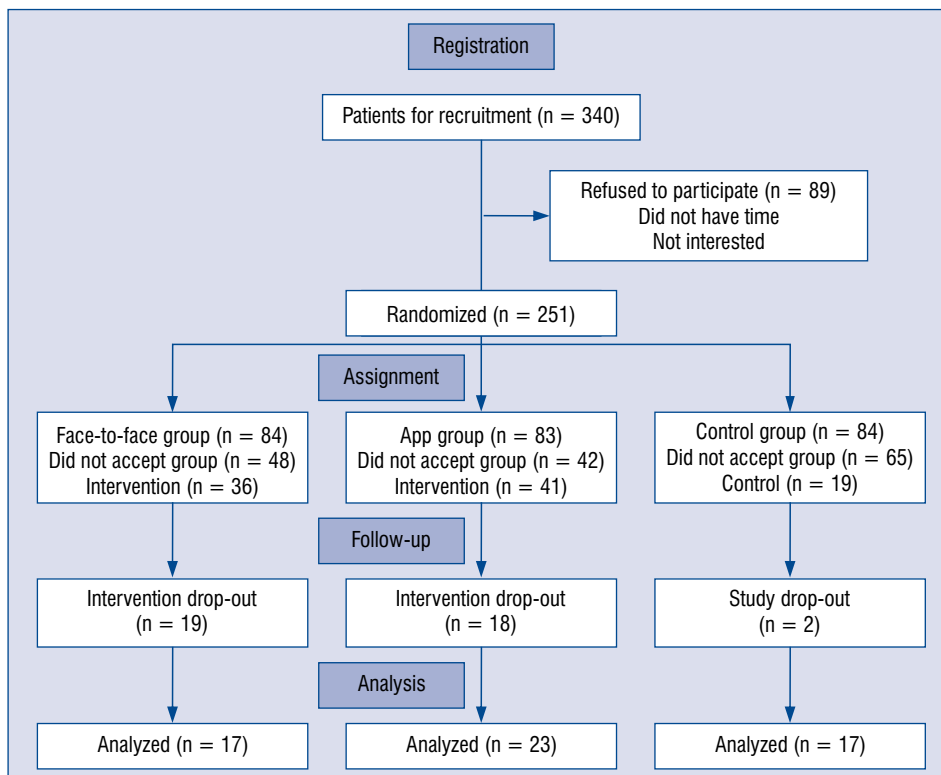 Registration
Patients for recruitment (n = 340)
Refused to participate (n = 89)
Did not have time
Not interested
Randomized (n = 251)
Assignment
Face-to-face group (n = 84)
Did not accept group (n = 48)
Intervention (n = 36)
App group (n = 83)
Did not accept group (n = 42)
Intervention (n = 41)
Control group (n = 84)
Did not accept group (n = 65)
Control (n = 19)
Follow-up
Intervention drop-out
(n = 19)
Intervention drop-out
(n = 18)
Study drop-out
(n = 2)
Analysis
Analyzed (n = 17)
Analyzed (n = 23)
Analyzed (n = 17)